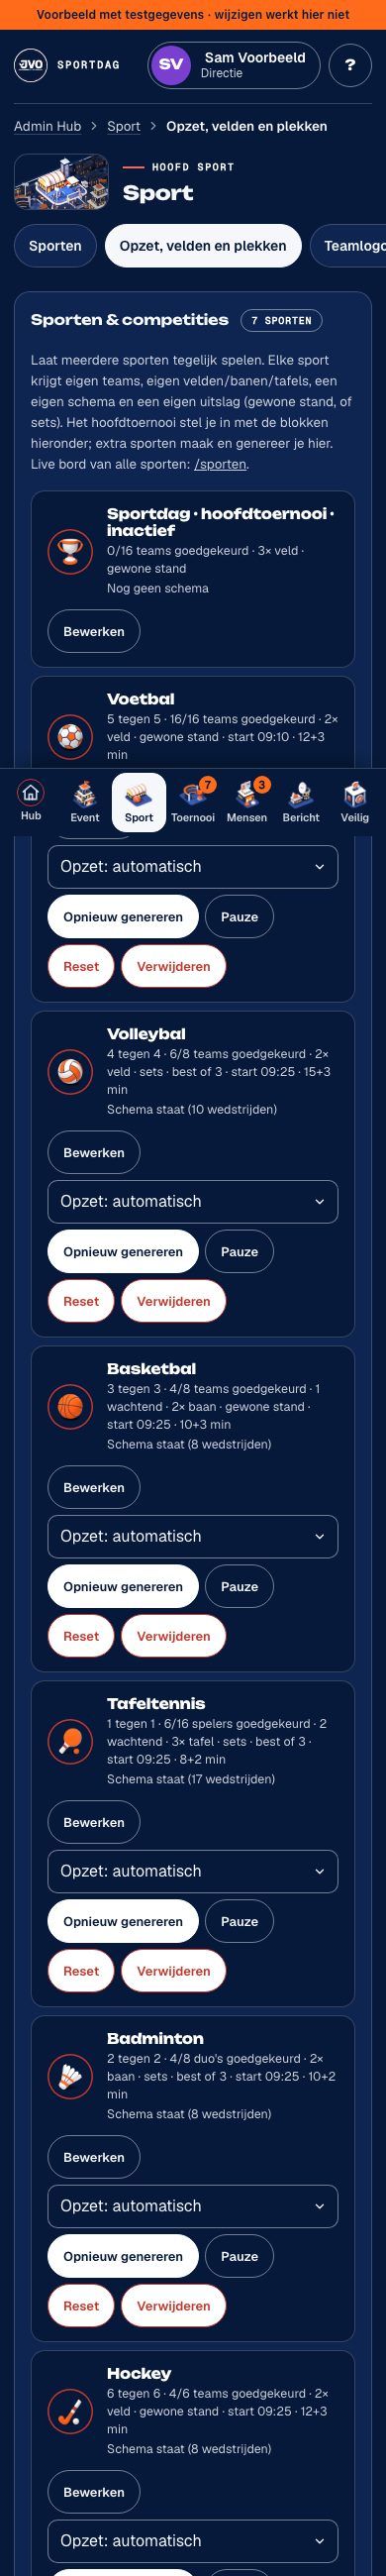 Voorbeeld met testgegevens · wijzigen werkt hier niet
JVO SPORTDAG
SV Sam Voorbeeld
Directie
?
Admin Hub > Sport > Opzet, velden en plekken
HOOFD SPORT
Sport
Sporten Opzet, velden en plekken Teamlogo
Sporten & competities 7 SPORTEN
Laat meerdere sporten tegelijk spelen. Elke sport
krijgt eigen teams, eigen velden/banen/tafels, een
eigen schema en een eigen uitslag (gewone stand, of
sets). Het hoofdtoernooi stel je in met de blokken
hieronder; extra sporten maak en genereer je hier.
Live bord van alle sporten: /sporten.
Sportdag · hoofdtoernooi ·
inactief
0/16 teams goedgekeurd · 3× veld ·
gewone stand
Nog geen schema
Bewerken
Voetbal
5 tegen 5 · 16/16 teams goedgekeurd · 2×
veld · gewone stand · start 09:10 · 12+3
min
Hub Event Sport 7 Toernooi 3 Mensen Bericht Veilig
Opzet: automatisch
Opnieuw genereren Pauze
Reset Verwijderen
Volleybal
4 tegen 4 · 6/8 teams goedgekeurd · 2×
veld · sets · best of 3 · start 09:25 · 15+3
min
Schema staat (10 wedstrijden)
Bewerken
Opzet: automatisch
Opnieuw genereren Pauze
Reset Verwijderen
Basketbal
3 tegen 3 · 4/8 teams goedgekeurd · 1
wachtend · 2× baan · gewone stand ·
start 09:25 · 10+3 min
Schema staat (8 wedstrijden)
Bewerken
Opzet: automatisch
Opnieuw genereren Pauze
Reset Verwijderen
Tafeltennis
1 tegen 1 · 6/16 spelers goedgekeurd · 2
wachtend · 3× tafel · sets · best of 3 ·
start 09:25 · 8+2 min
Schema staat (17 wedstrijden)
Bewerken
Opzet: automatisch
Opnieuw genereren Pauze
Reset Verwijderen
Badminton
2 tegen 2 · 4/8 duo's goedgekeurd · 2×
baan · sets · best of 3 · start 09:25 · 10+2
min
Schema staat (8 wedstrijden)
Bewerken
Opzet: automatisch
Opnieuw genereren Pauze
Reset Verwijderen
Hockey
6 tegen 6 · 4/6 teams goedgekeurd · 2×
veld · gewone stand · start 09:25 · 12+3
min
Schema staat (8 wedstrijden)
Bewerken
Opzet: automatisch